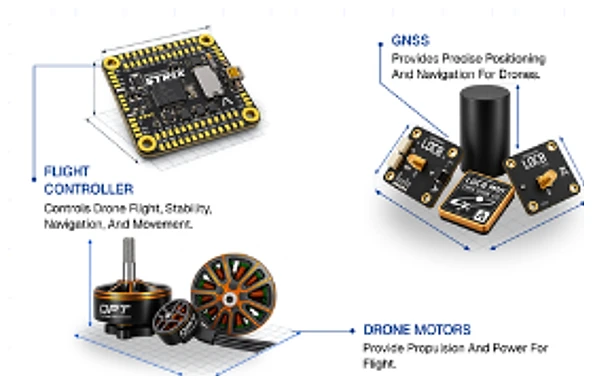 GNSS
Provides Precise Positioning
And Navigation For Drones.
STRIX
FLIGHT
CONTROLLER
Controls Drone Flight, Stability,
Navigation, And Movement.
DRONE MOTORS
Provide Propulsion And Power For
Flight.